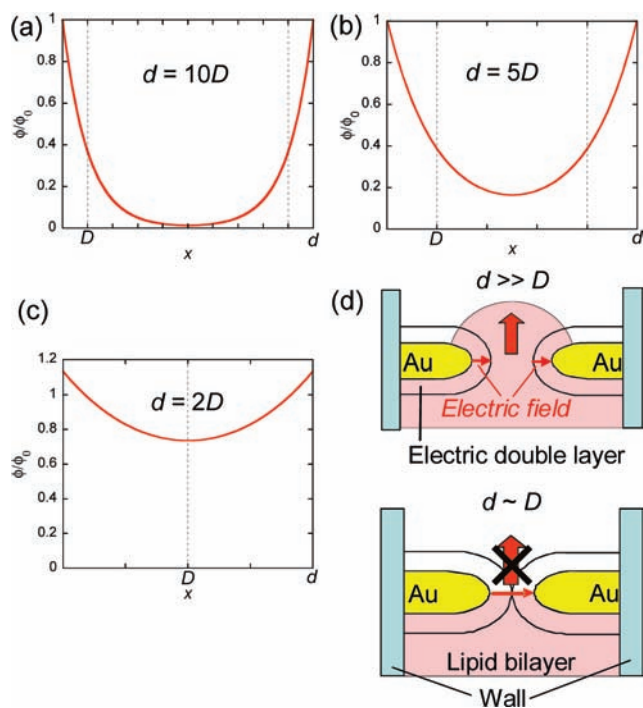 (a)
1
0.8
0.6
0.4
0.2
0
ϕ/ϕ0
d = 10D
D
d
x
(b)
1
0.8
0.6
0.4
0.2
0
ϕ/ϕ0
d = 5D
D
d
x
(c)
1.2
1
0.8
0.6
0.4
0.2
0
ϕ/ϕ0
d = 2D
D
d
x
(d)
d >> D
Au
Au
Electric field
Electric double layer
d ~ D
Au
Au
Lipid bilayer
Wall